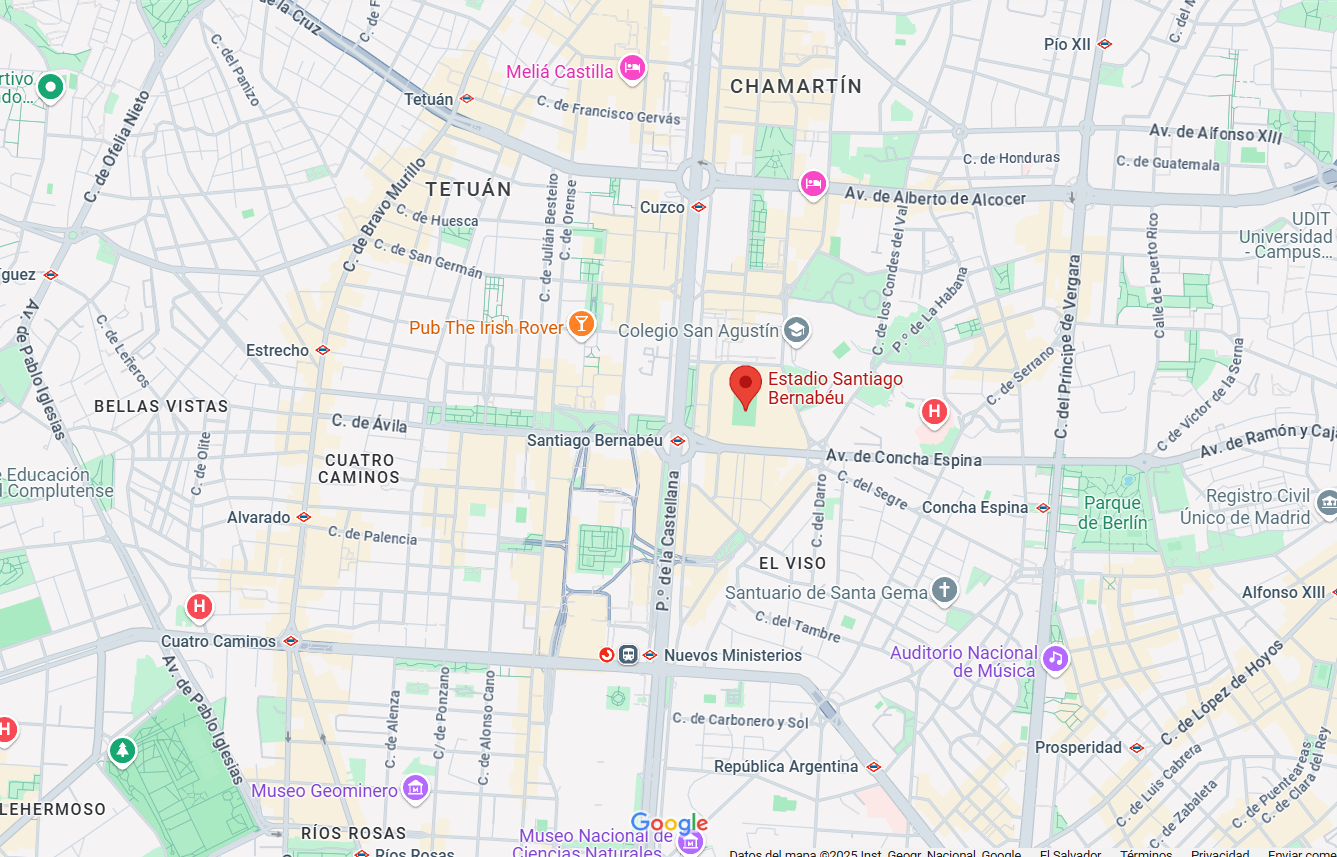 de la Cruz
C. de F
C. del M
C. del Panizo
Pío XII
Meliá Castilla
CHAMARTÍN
rtivo
ndo...
Tetuán
C. de Francisco Gervás
C. de Ofelia Nieto
Av. de Alfonso XIII
C. de Honduras
C. de Guatemala
TETUÁN
C. de Bravo Murillo
C. de Julián Besteiro
C. de Orense
Av. de Alberto de Alcocer
Cuzco
C. de Huesca
C. de los Condes del Val
Calle de Puerto Rico
UDIT
Universidad
- Campus...
C. de San Germán
íguez
C. del Príncipe de Vergara
P.º de La Habana
Av. de Pablo Iglesias
C. de Leñeros
Pub The Irish Rover
Colegio San Agustín
Estrecho
C. de Serrano
C. de Víctor de la Serna
Estadio Santiago
Bernabéu
BELLAS VISTAS
C. de Ávila
H
Santiago Bernabéu
Av. de Concha Espina
Av. de Ramón y Caja
C. de Olite
CUATRO
CAMINOS
e Educación
l Complutense
C. del Segre
C. del Darro
Concha Espina
Parque
de Berlín
Registro Civil
Único de Madrid
Alvarado
C. de Palencia
P.º de la Castellana
EL VISO
Santuario de Santa Gema
Alfonso XIII
H
C. del Tambre
Cuatro Caminos
Nuevos Ministerios
Auditorio Nacional
de Música
C. de López de Hoyos
Av. de Pablo Iglesias
C. de Alenza
C/ de Ponzano
C. de Alonso Cano
C. de Carbonero y Sol
H
Prosperidad
República Argentina
C. de Luis Cabrera
C. de Zabaleta
C. de Puenteareas
C. de Clara del Rey
Museo Geominero
LEHERMOSO
RÍOS ROSAS
Google
Museo Nacional de
Ciencias Naturales
Ríos Rosas
Datos del mapa ©2025 Inst. Geogr. Nacional, Google
El Salvador
Términos
Privacidad
Enviar come